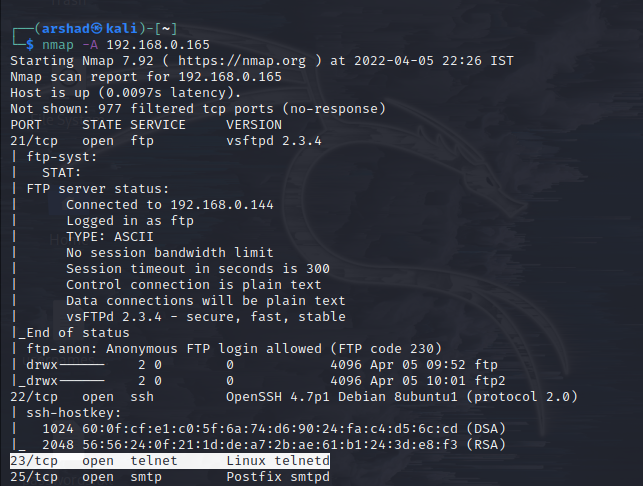 ┌──(arshad㉿kali)-[~]
└─$ nmap -A 192.168.0.165
Starting Nmap 7.92 ( https://nmap.org ) at 2022-04-05 22:26 IST
Nmap scan report for 192.168.0.165
Host is up (0.0097s latency).
Not shown: 977 filtered tcp ports (no-response)
PORT     STATE SERVICE     VERSION
21/tcp   open  ftp         vsftpd 2.3.4
| ftp-syst:
|   STAT:
| FTP server status:
|      Connected to 192.168.0.144
|      Logged in as ftp
|      TYPE: ASCII
|      No session bandwidth limit
|      Session timeout in seconds is 300
|      Control connection is plain text
|      Data connections will be plain text
|      vsFTPd 2.3.4 - secure, fast, stable
|_End of status
| ftp-anon: Anonymous FTP login allowed (FTP code 230)
| drwx------    2 0        0            4096 Apr 05 09:52 ftp
|_drwx------    2 0        0            4096 Apr 05 10:01 ftp2
22/tcp   open  ssh         OpenSSH 4.7p1 Debian 8ubuntu1 (protocol 2.0)
| ssh-hostkey:
|   1024 60:0f:cf:e1:c0:5f:6a:74:d6:90:24:fa:c4:d5:6c:cd (DSA)
|_  2048 56:56:24:0f:21:1d:de:a7:2b:ae:61:b1:24:3d:e8:f3 (RSA)
23/tcp   open  telnet      Linux telnetd
25/tcp   open  smtp        Postfix smtpd